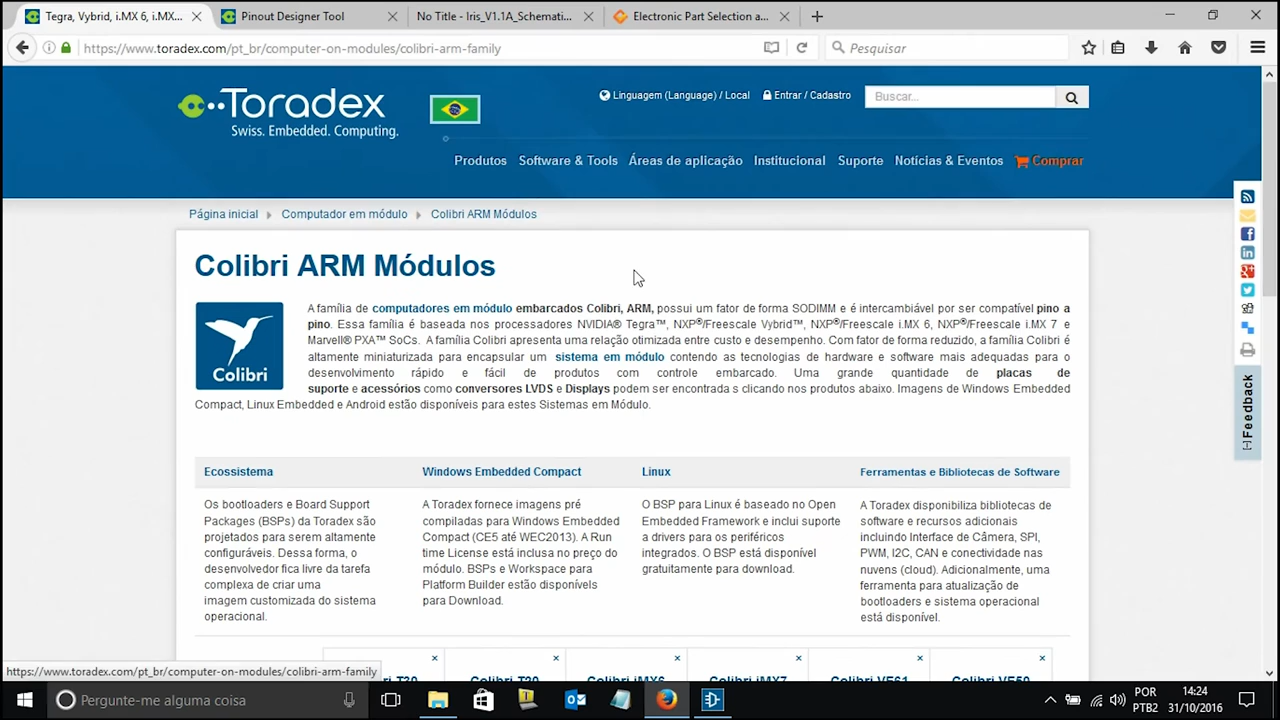 Tegra, Vybrid, i.MX 6, i.MX...
Pinout Designer Tool
No Title - Iris_V1.1A_Schemati...
Electronic Part Selection a...
https://www.toradex.com/pt_br/computer-on-modules/colibri-arm-family
Pesquisar
Toradex
Swiss. Embedded. Computing.
Linguagem (Language) / Local
Entrar / Cadastro
Buscar...
Produtos
Software & Tools
Áreas de aplicação
Institucional
Suporte
Notícias & Eventos
Comprar
Página inicial
Computador em módulo
Colibri ARM Módulos
Colibri ARM Módulos
Colibri
A família de computadores em módulo embarcados Colibri, ARM, possui um fator de forma SODIMM e é intercambiável por ser compatível pino a
pino. Essa família é baseada nos processadores NVIDIA® Tegra™, NXP®/Freescale Vybrid™, NXP®/Freescale i.MX 6, NXP®/Freescale i.MX 7 e
Marvell® PXA™ SoCs. A família Colibri apresenta uma relação otimizada entre custo e desempenho. Com fator de forma reduzido, a família Colibri é
altamente miniaturizada para encapsular um sistema em módulo contendo as tecnologias de hardware e software mais adequadas para o
desenvolvimento rápido e fácil de produtos com controle embarcado. Uma grande quantidade de placas de
suporte e acessórios como conversores LVDS e Displays podem ser encontrada s clicando nos produtos abaixo. Imagens de Windows Embedded
Compact, Linux Embedded e Android estão disponíveis para estes Sistemas em Módulo.
Ecossistema
Os bootloaders e Board Support
Packages (BSPs) da Toradex são
projetados para serem altamente
configuráveis. Dessa forma, o
desenvolvedor fica livre da tarefa
complexa de criar uma
imagem customizada do sistema
operacional.
Windows Embedded Compact
A Toradex fornece imagens pré
compiladas para Windows Embedded
Compact (CE5 até WEC2013). A Run
time License está inclusa no preço do
módulo. BSPs e Workspace para
Platform Builder estão disponíveis
para Download.
Linux
O BSP para Linux é baseado no Open
Embedded Framework e inclui suporte
a drivers para os periféricos
integrados. O BSP está disponível
gratuitamente para download.
Ferramentas e Bibliotecas de Software
A Toradex disponibiliza bibliotecas de
software e recursos adicionais
incluindo Interface de Câmera, SPI,
PWM, I2C, CAN e conectividade nas
nuvens (cloud). Adicionalmente, uma
ferramenta para atualização de
bootloaders e sistema operacional
está disponível.
[-] Feedback
https://www.toradex.com/pt_br/computer-on-modules/colibri-arm-family
T30
Colibri T20
Colibri iMX6
Colibri iMX7
Colibri VF61
Colibri VF50
Pergunte-me alguma coisa
POR
PTB2
14:24
31/10/2016